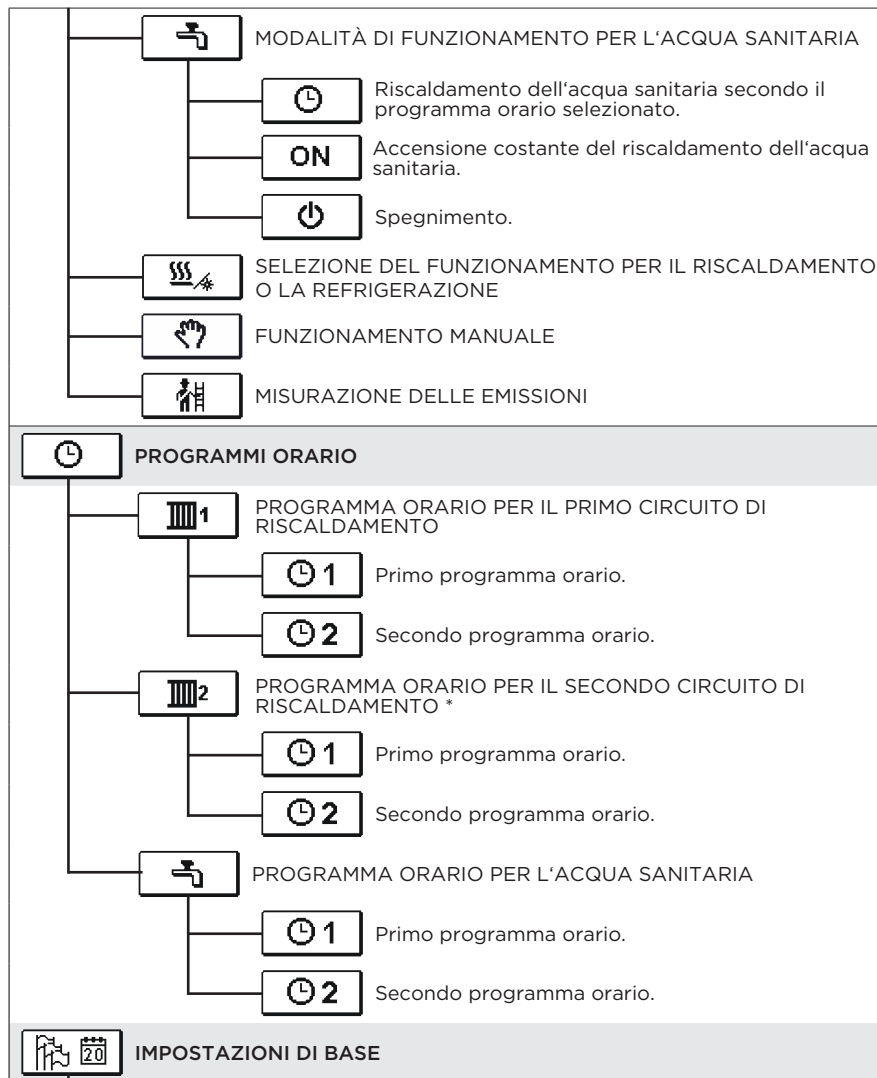 MODALITÀ DI FUNZIONAMENTO PER L‘ACQUA SANITARIA
Riscaldamento dell‘acqua sanitaria secondo il
programma orario selezionato.
ON
Accensione costante del riscaldamento dell‘acqua
sanitaria.
Spegnimento.
SELEZIONE DEL FUNZIONAMENTO PER IL RISCALDAMENTO
O LA REFRIGERAZIONE
FUNZIONAMENTO MANUALE
MISURAZIONE DELLE EMISSIONI
PROGRAMMI ORARIO
1
PROGRAMMA ORARIO PER IL PRIMO CIRCUITO DI
RISCALDAMENTO
1 Primo programma orario.
2 Secondo programma orario.
2
PROGRAMMA ORARIO PER IL SECONDO CIRCUITO DI
RISCALDAMENTO *
1 Primo programma orario.
2 Secondo programma orario.
PROGRAMMA ORARIO PER L‘ACQUA SANITARIA
1 Primo programma orario.
2 Secondo programma orario.
20 IMPOSTAZIONI DI BASE